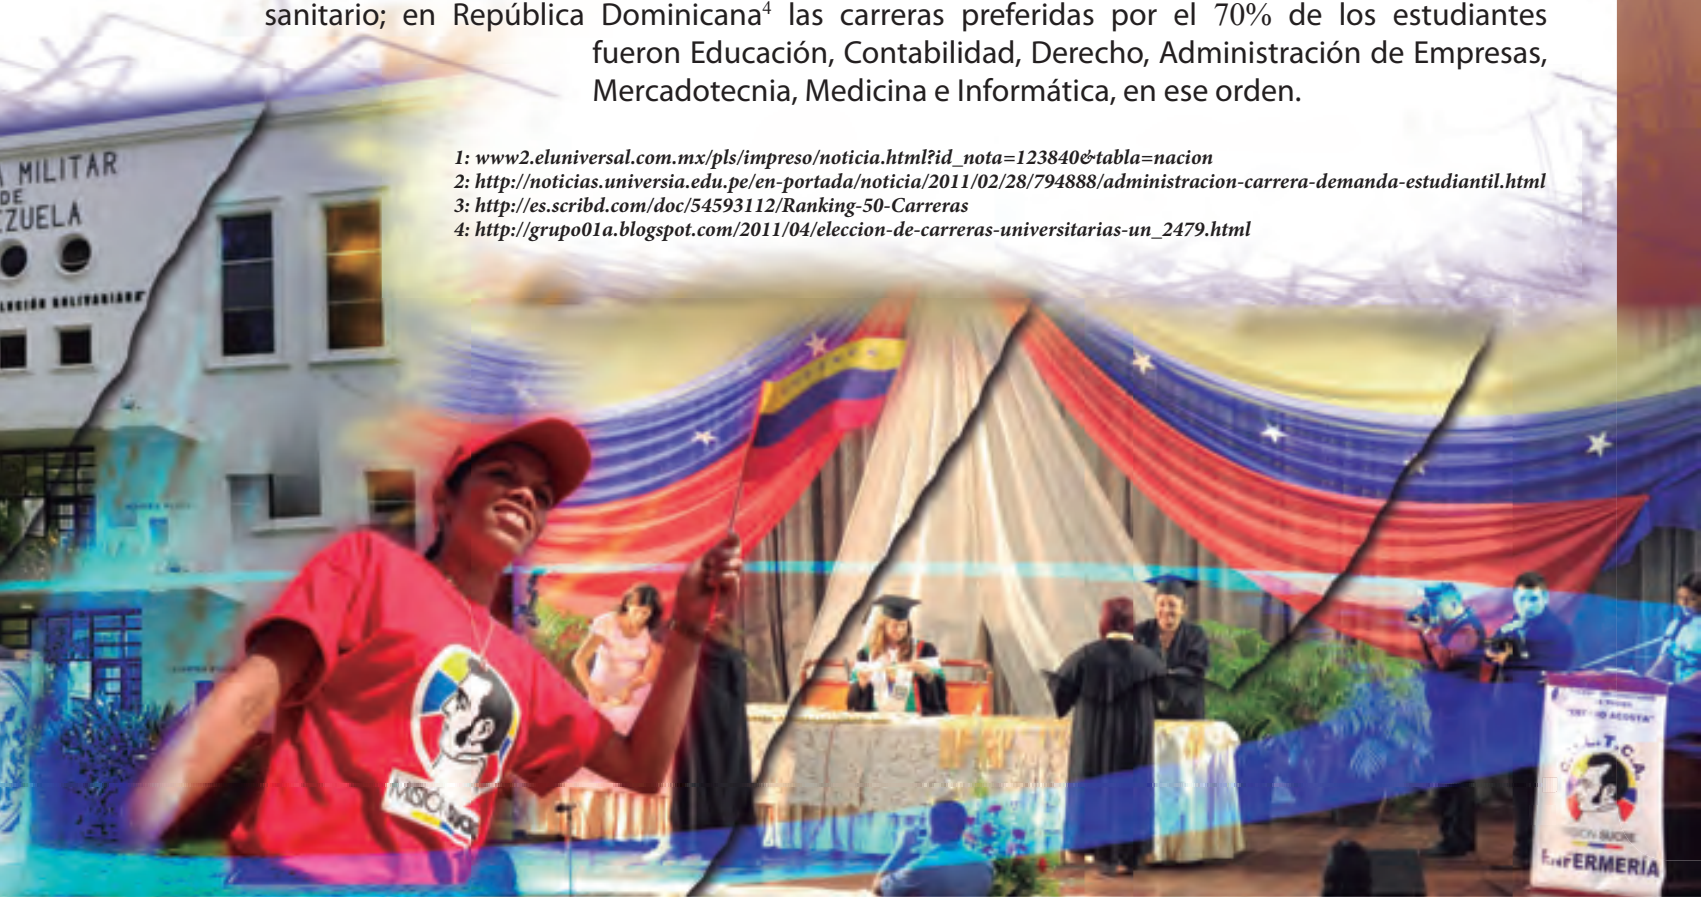 sanitario; en República Dominicana⁴ las carreras preferidas por el 70% de los estudiantes
fueron Educación, Contabilidad, Derecho, Administración de Empresas,
Mercadotecnia, Medicina e Informática, en ese orden.
1: www2.eluniversal.com.mx/pls/impreso/noticia.html?id_nota=123840&tabla=nacion
2: http://noticias.universia.edu.pe/en-portada/noticia/2011/02/28/794888/administracion-carrera-demanda-estudiantil.html
3: http://es.scribd.com/doc/54593112/Ranking-50-Carreras
4: http://grupo01a.blogspot.com/2011/04/eleccion-de-carreras-universitarias-un_2479.html
MILITAR
DE
EZUELA
BOLIVARIANA"
MISIÓN SUCRE
ACOSTA"
SUCRE
ENFERMERÍA